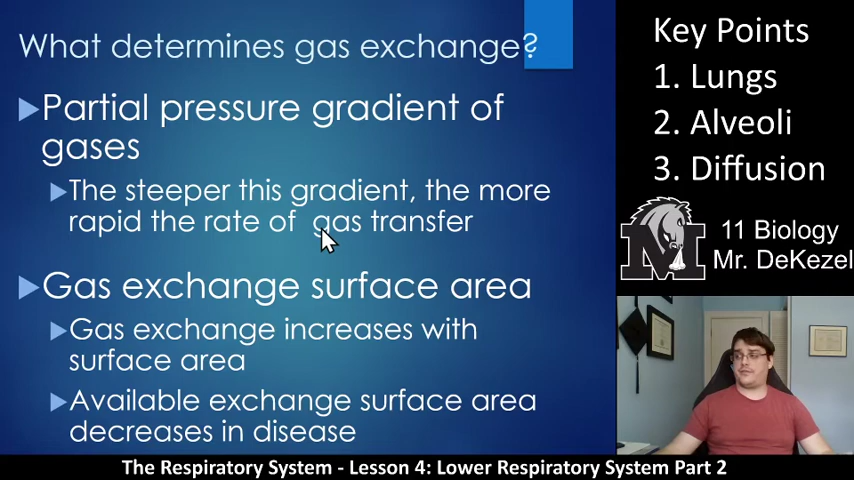 What determines gas exchange?
Partial pressure gradient of
gases
The steeper this gradient, the more
rapid the rate of gas transfer
Gas exchange surface area
Gas exchange increases with
surface area
Available exchange surface area
decreases in disease
Key Points
1. Lungs
2. Alveoli
3. Diffusion
M
11 Biology
Mr. DeKezel
The Respiratory System - Lesson 4: Lower Respiratory System Part 2